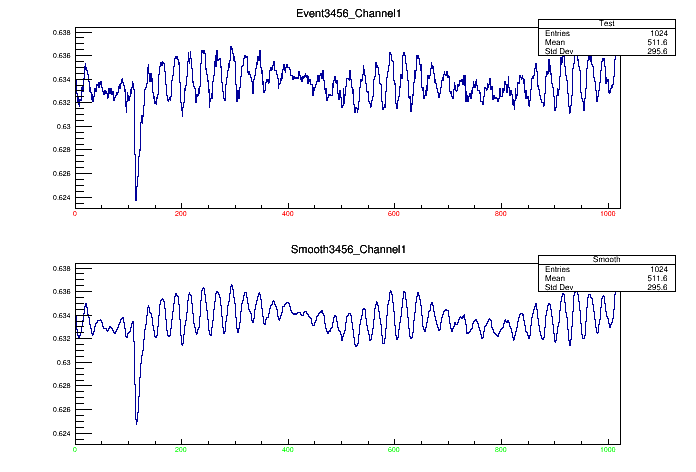 Event3456_Channel1
Test
Entries 1024
Mean 511.6
Std Dev 295.6
0.638
0.636
0.634
0.632
0.63
0.628
0.626
0.624
0 200 400 600 800 1000
Smooth3456_Channel1
Smooth
Entries 1024
Mean 511.6
Std Dev 295.6
0.638
0.636
0.634
0.632
0.63
0.628
0.626
0.624
0 200 400 600 800 1000